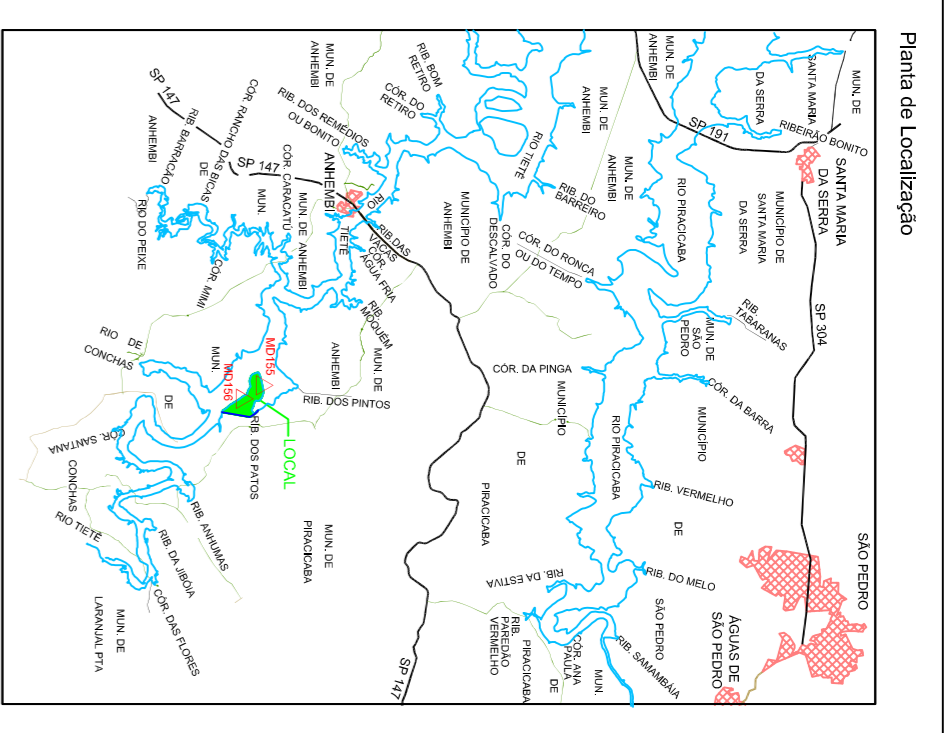 Planta de Localização
MUN. DE
SANTA MARIA
DA SERRA
RIBEIRÃO BONITO
SANTA MARIA
DA SERRA
MUNICÍPIO DE
SANTA MARIA
DA SERRA
SP 304
SP 191
MUN. DE
ANHEMBI
MUN. DE
ANHEMBI
MUN. DE
ANHEMBI
RIO PIRACICABA
RIO TIETE
RIB. DO
BARREIRO
MUNICÍPIO DE
ANHEMBI
CÓR. DO
DESCALVADO
CÓR. DO RONCA
OU DO TEMPO
RIB. BOM
RETIRO
CÓR. DO
RETIRO
RIB. DOS REMÉDIOS
OU BONITO
MUN. DE
ANHEMBI
SP 147
CÓR. RANCHO DAS BICAS
RIB. BARRACÃO
ANHEMBI
DE
MUN.
SP 147
CÓR. CARACATÚ
MUN. DE ANHEMBI
ANHEMBI
RIO
TIETÊ
RIB. DAS
VACAS
CÓR.
ÁGUA FRIA
RIB.
MOQUÉM
RIO DO PEIXE
CÓR. MIMI
RIB.
TABARANAS
MUN. DE
SÃO
PEDRO
CÓR. DA BARRA
CÓR. DA PINGA
MUNICÍPIO
DE
PIRACICABA
MUNICÍPIO
DE
SÃO PEDRO
RIO PIRACICABA
RIB. VERMELHO
RIB. DO MELO
SÃO PEDRO
ÁGUAS DE
SÃO PEDRO
RIB. SAMAMBÁIA
MUN.
DE
PIRACICABA
CÓR. ANA
PAULA
RIB.
PAREDÃO
VERMELHO
RIB. DA ESTIVA
SP 147
MUN. DE
ANHEMBI
RIB. DOS PINTOS
MD155
MD156
LOCAL
RIB. DOS PATOS
RIO DE
CONCHAS
MUN.
DE
CONCHAS
CÓR. SANTANA
RIO TIETÊ
RIB. ANHUMAS
RIB. DA JIBÓIA
CÓR. DAS FLORES
MUN. DE
PIRACICABA
MUN. DE
LARANJAL PTA